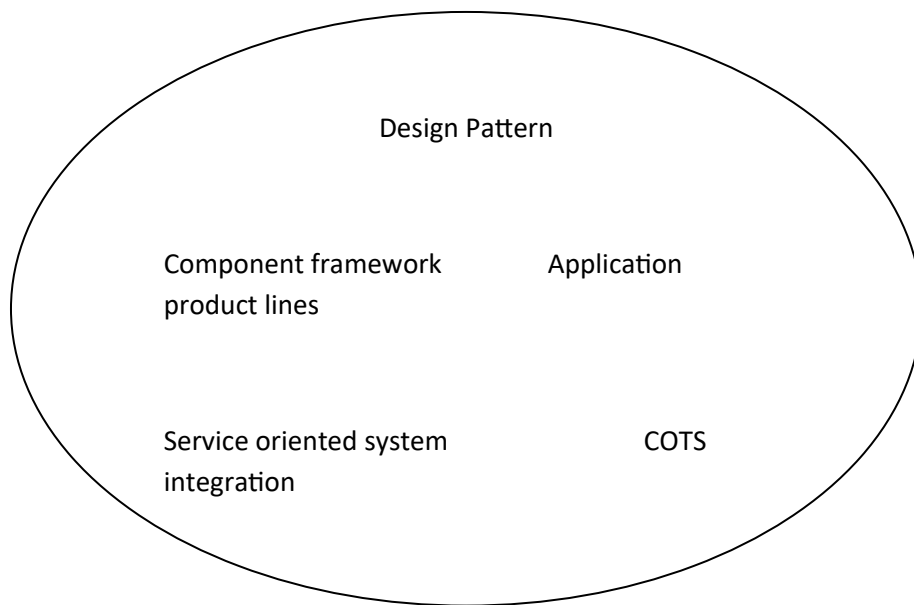 Design Pattern
Component framework Application
product lines
Service oriented system COTS
integration